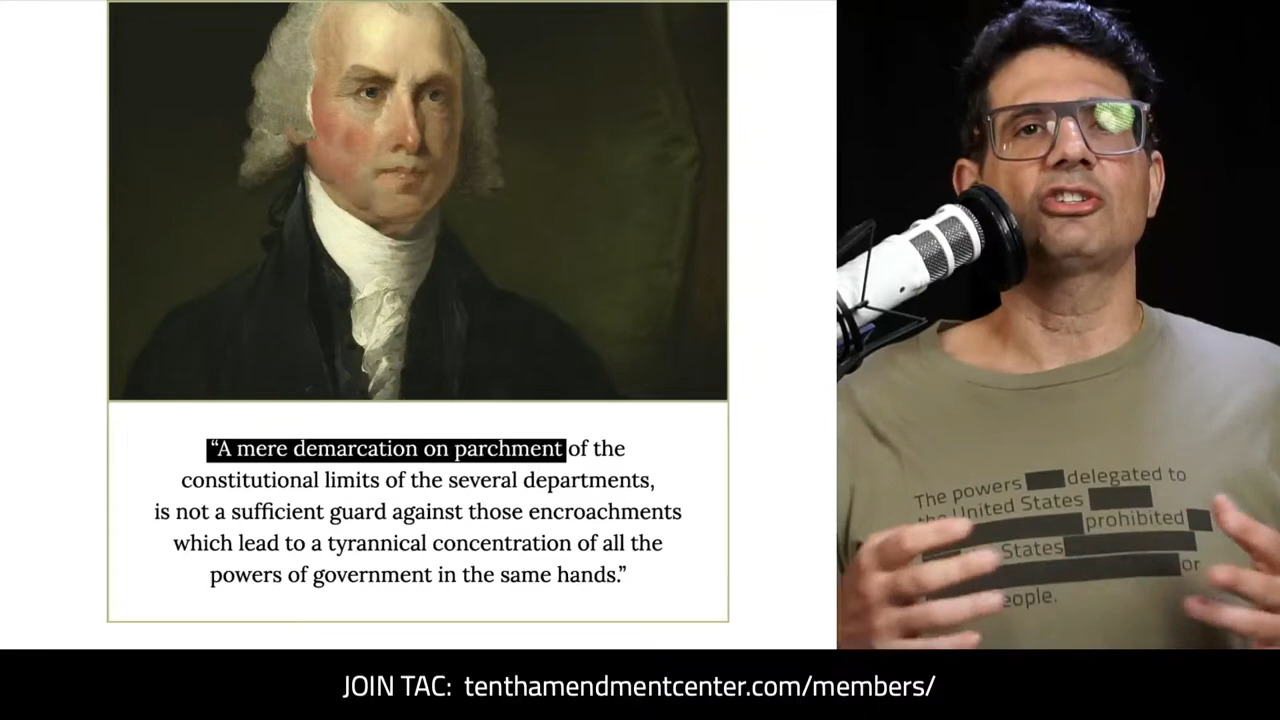 “A mere demarcation on parchment of the
constitutional limits of the several departments,
is not a sufficient guard against those encroachments
which lead to a tyrannical concentration of all the
powers of government in the same hands.”
The powers delegated to
the United States
prohibited
States
or
eople.
JOIN TAC: tenthamendmentcenter.com/members/